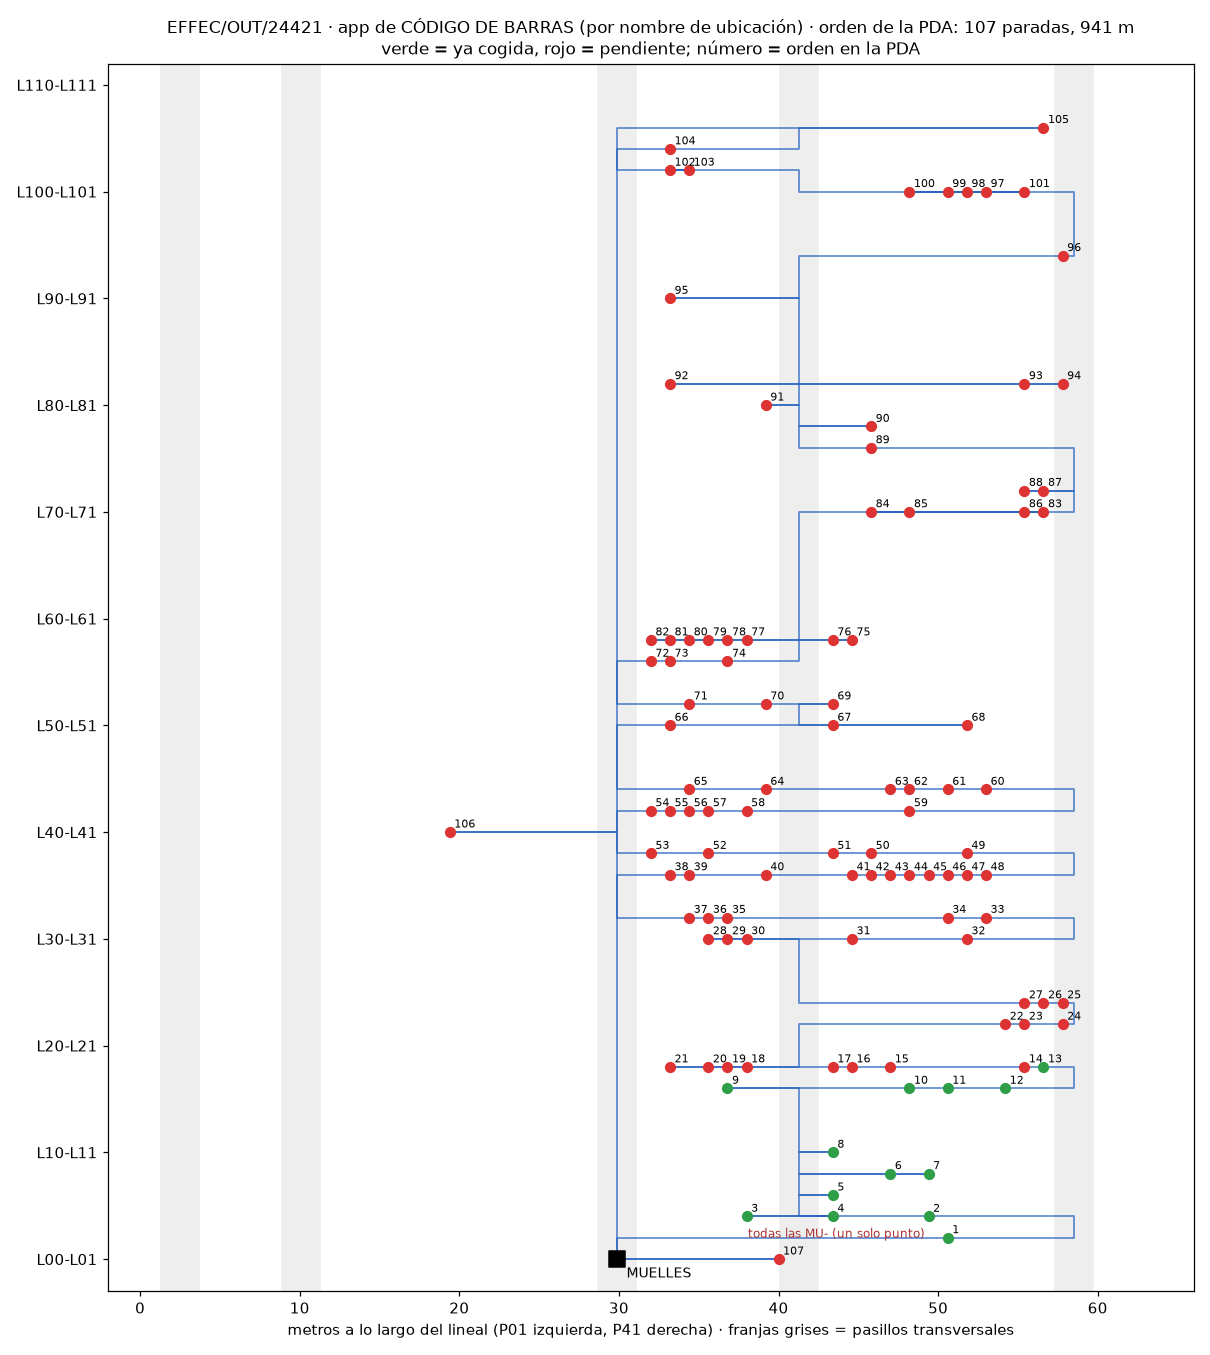 EFFEC/OUT/24421 · app de CÓDIGO DE BARRAS (por nombre de ubicación) · orden de la PDA: 107 paradas, 941 m
verde = ya cogida, rojo = pendiente; número = orden en la PDA
L110-L111
105
104
102 103
L100-L101
100 99 98 97 101
96
L90-L91
95
92 93 94
L80-L81
91
90
89
88 87
L70-L71
84 85 86 83
L60-L61
82 81 80 79 78 77 76 75
72 73 74
71 70 69
L50-L51
66 67 68
65 64 63 62 61 60
54 55 56 57 58 59
L40-L41
106
53 52 51 50 49
38 39 40 41 42 43 44 45 46 47 48
37 36 35 34 33
L30-L31
28 29 30 31 32
27 26 25
22 23 24
L20-L21
21 20 19 18 17 16 15 14 13
9 10 11 12
L10-L11
8
6 7
5
3 4 2
todas las MU- (un solo punto)
1
L00-L01
107
MUELLES
0 10 20 30 40 50 60
metros a lo largo del lineal (P01 izquierda, P41 derecha) · franjas grises = pasillos transversales